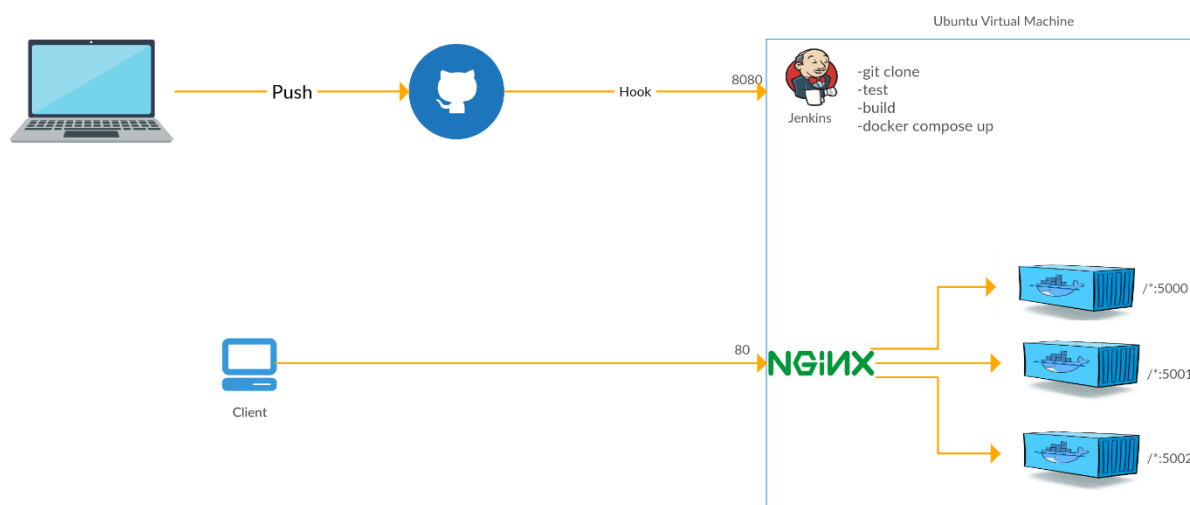 Ubuntu Virtual Machine
Push
Hook
8080
Jenkins
-git clone
-test
-build
-docker compose up
/*:5000
80
NGINX
/*:5001
Client
/*:5002